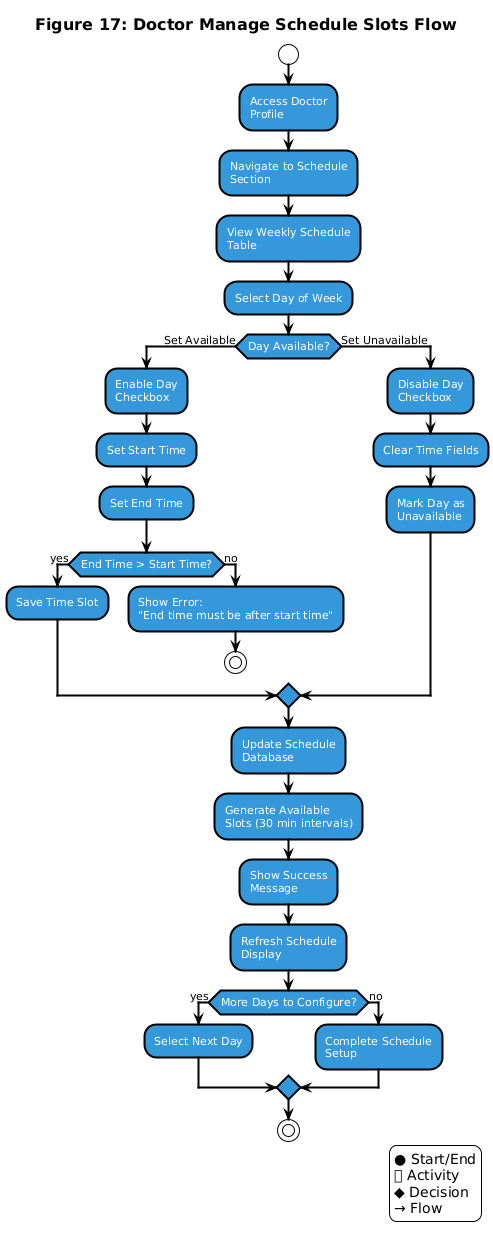 Figure 17: Doctor Manage Schedule Slots Flow
Access Doctor
Profile
Navigate to Schedule
Section
View Weekly Schedule
Table
Select Day of Week
Day Available?
Set Available
Set Unavailable
Enable Day
Checkbox
Set Start Time
Set End Time
End Time > Start Time?
yes
no
Save Time Slot
Show Error:
"End time must be after start time"
Disable Day
Checkbox
Clear Time Fields
Mark Day as
Unavailable
Update Schedule
Database
Generate Available
Slots (30 min intervals)
Show Success
Message
Refresh Schedule
Display
More Days to Configure?
yes
no
Select Next Day
Complete Schedule
Setup
● Start/End
▯ Activity
◆ Decision
→ Flow